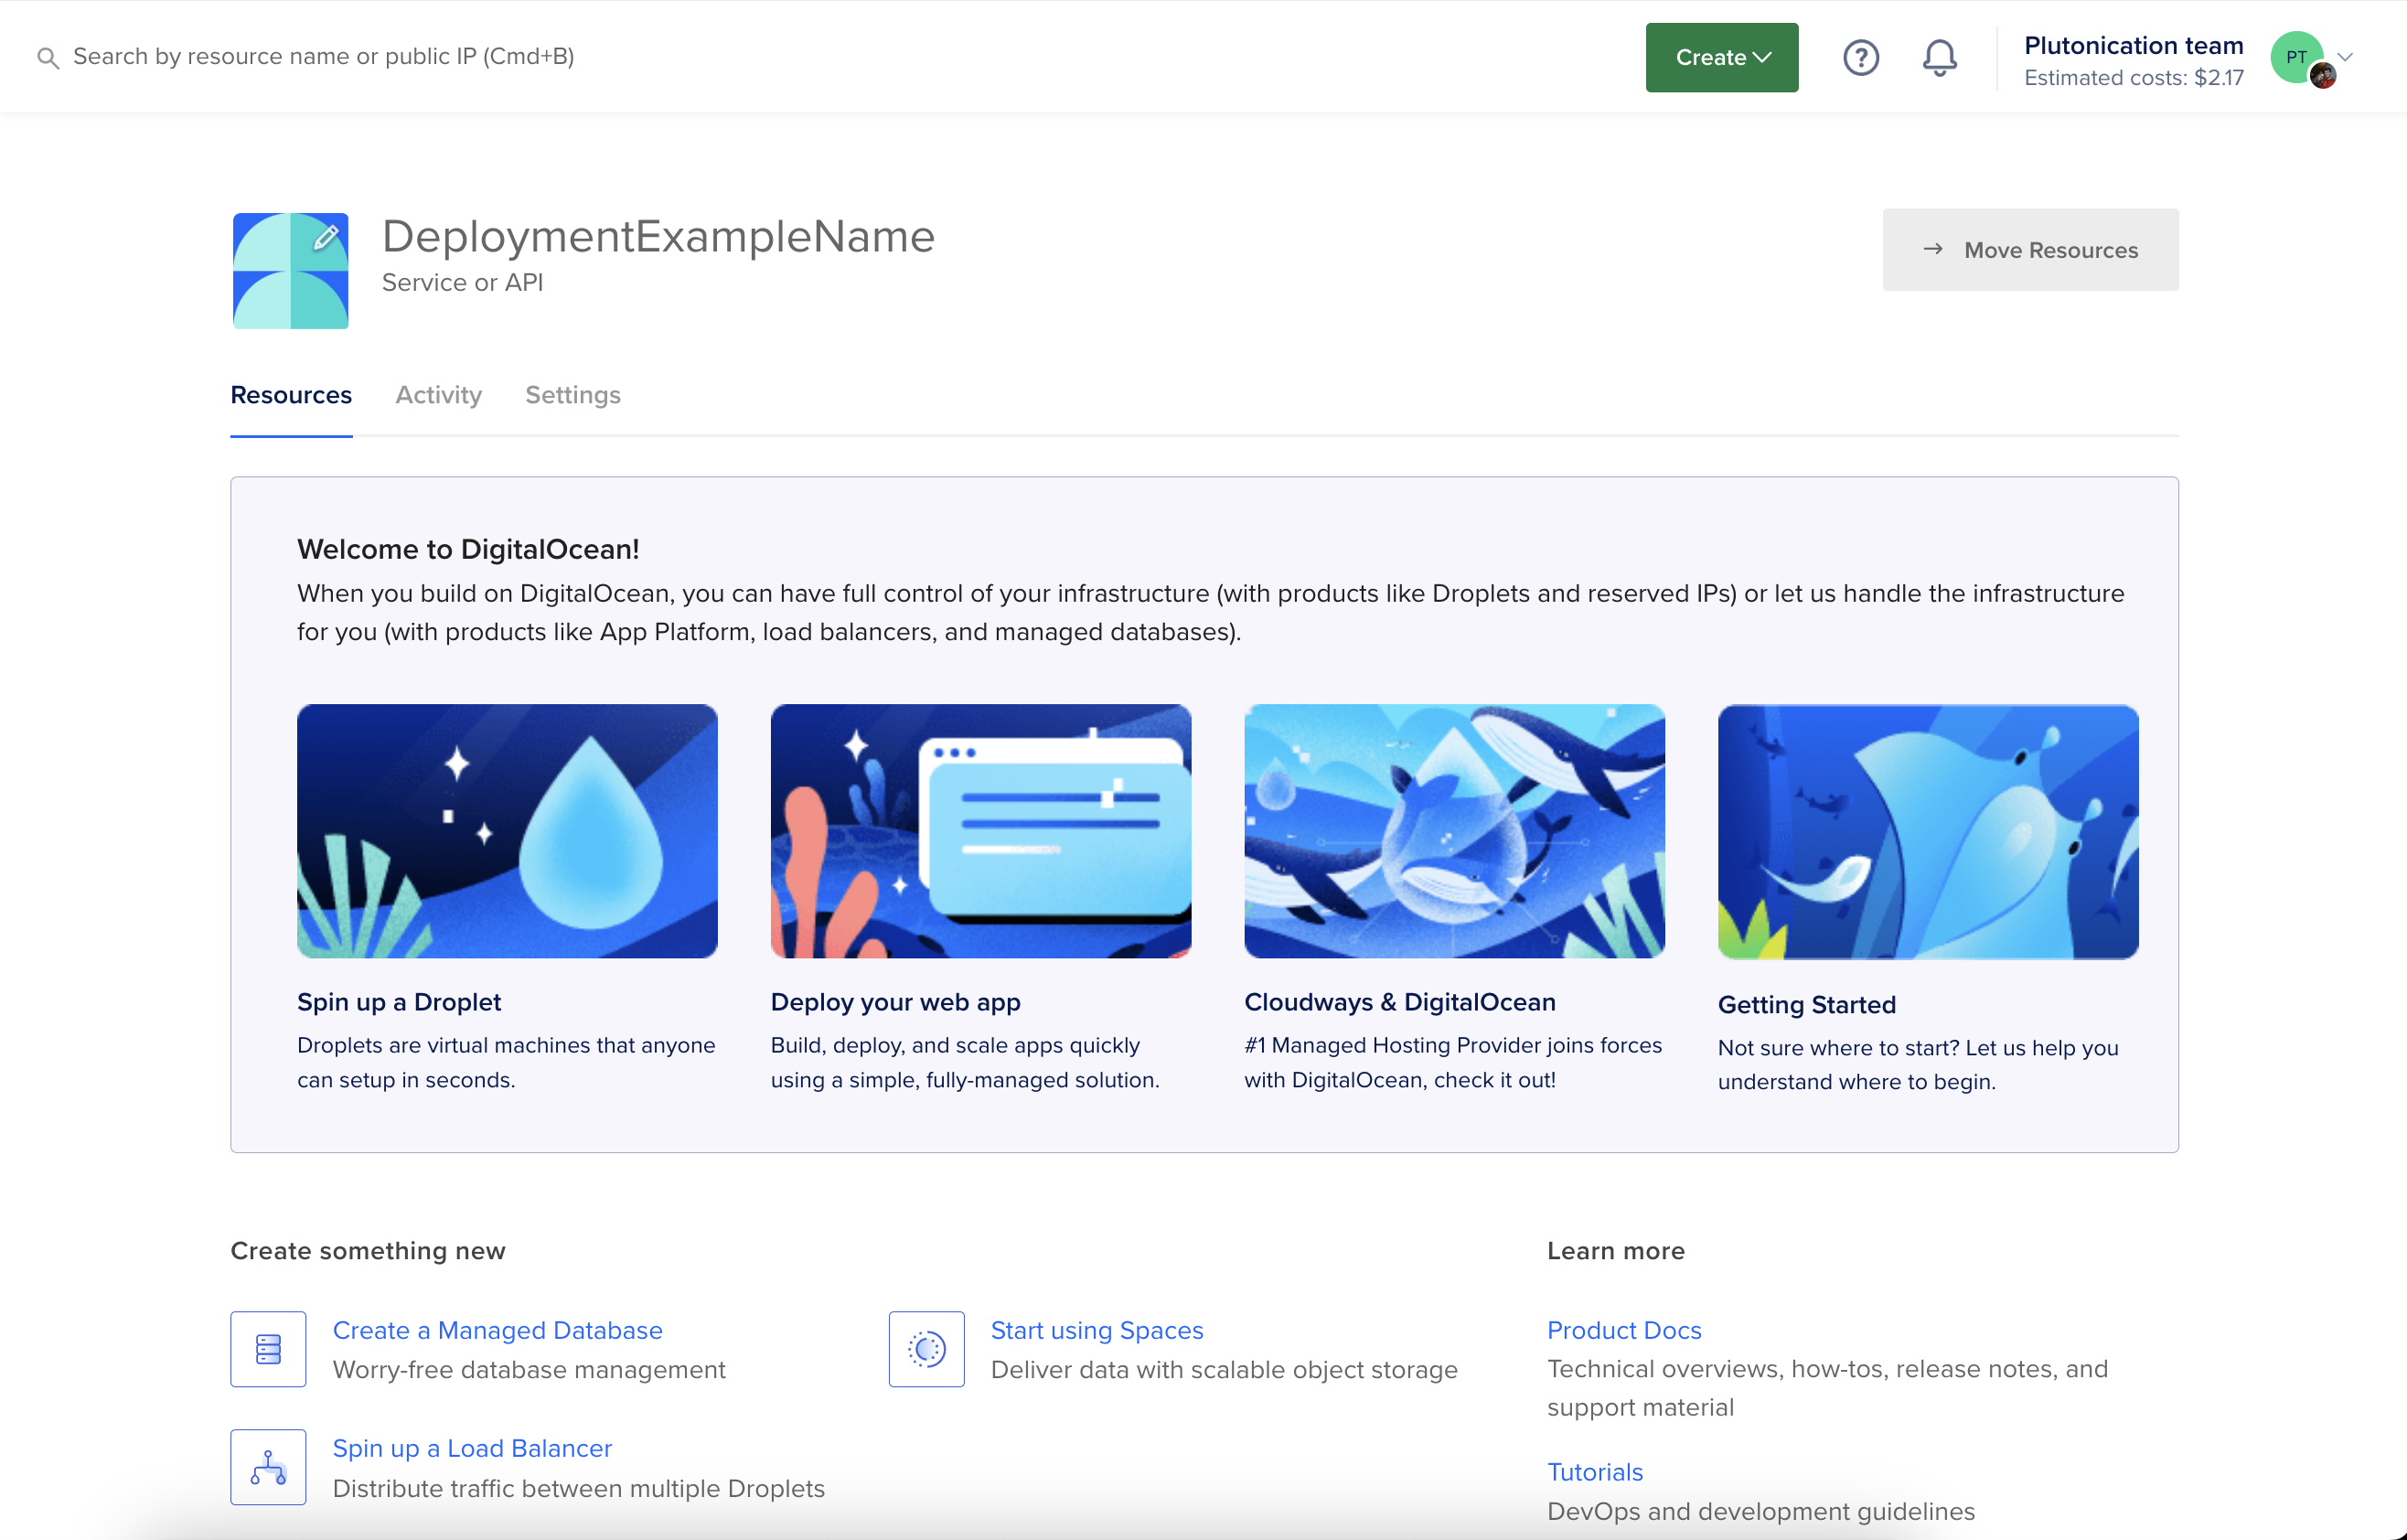 Search by resource name or public IP (Cmd+B)
Create
Plutonication team
Estimated costs: $2.17
PT
DeploymentExampleName
Service or API
Move Resources
Resources
Activity
Settings
Welcome to DigitalOcean!
When you build on DigitalOcean, you can have full control of your infrastructure (with products like Droplets and reserved IPs) or let us handle the infrastructure
for you (with products like App Platform, load balancers, and managed databases).
Spin up a Droplet
Droplets are virtual machines that anyone
can setup in seconds.
Deploy your web app
Build, deploy, and scale apps quickly
using a simple, fully-managed solution.
Cloudways & DigitalOcean
#1 Managed Hosting Provider joins forces
with DigitalOcean, check it out!
Getting Started
Not sure where to start? Let us help you
understand where to begin.
Create something new
Create a Managed Database
Worry-free database management
Start using Spaces
Deliver data with scalable object storage
Spin up a Load Balancer
Distribute traffic between multiple Droplets
Learn more
Product Docs
Technical overviews, how-tos, release notes, and
support material
Tutorials
DevOps and development guidelines